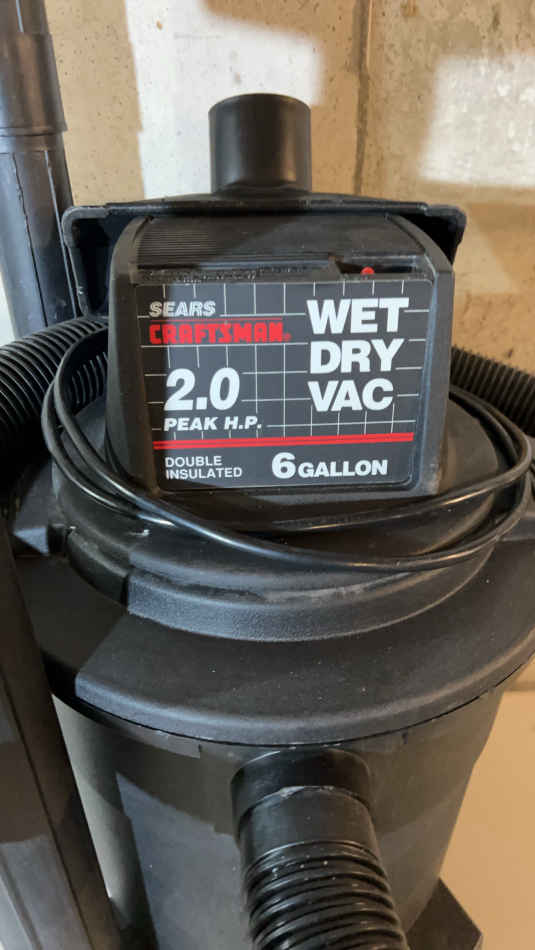 SEARS
CRAFTSMAN®
WET
DRY
VAC
2.0
PEAK H.P.
DOUBLE
INSULATED
6 GALLON